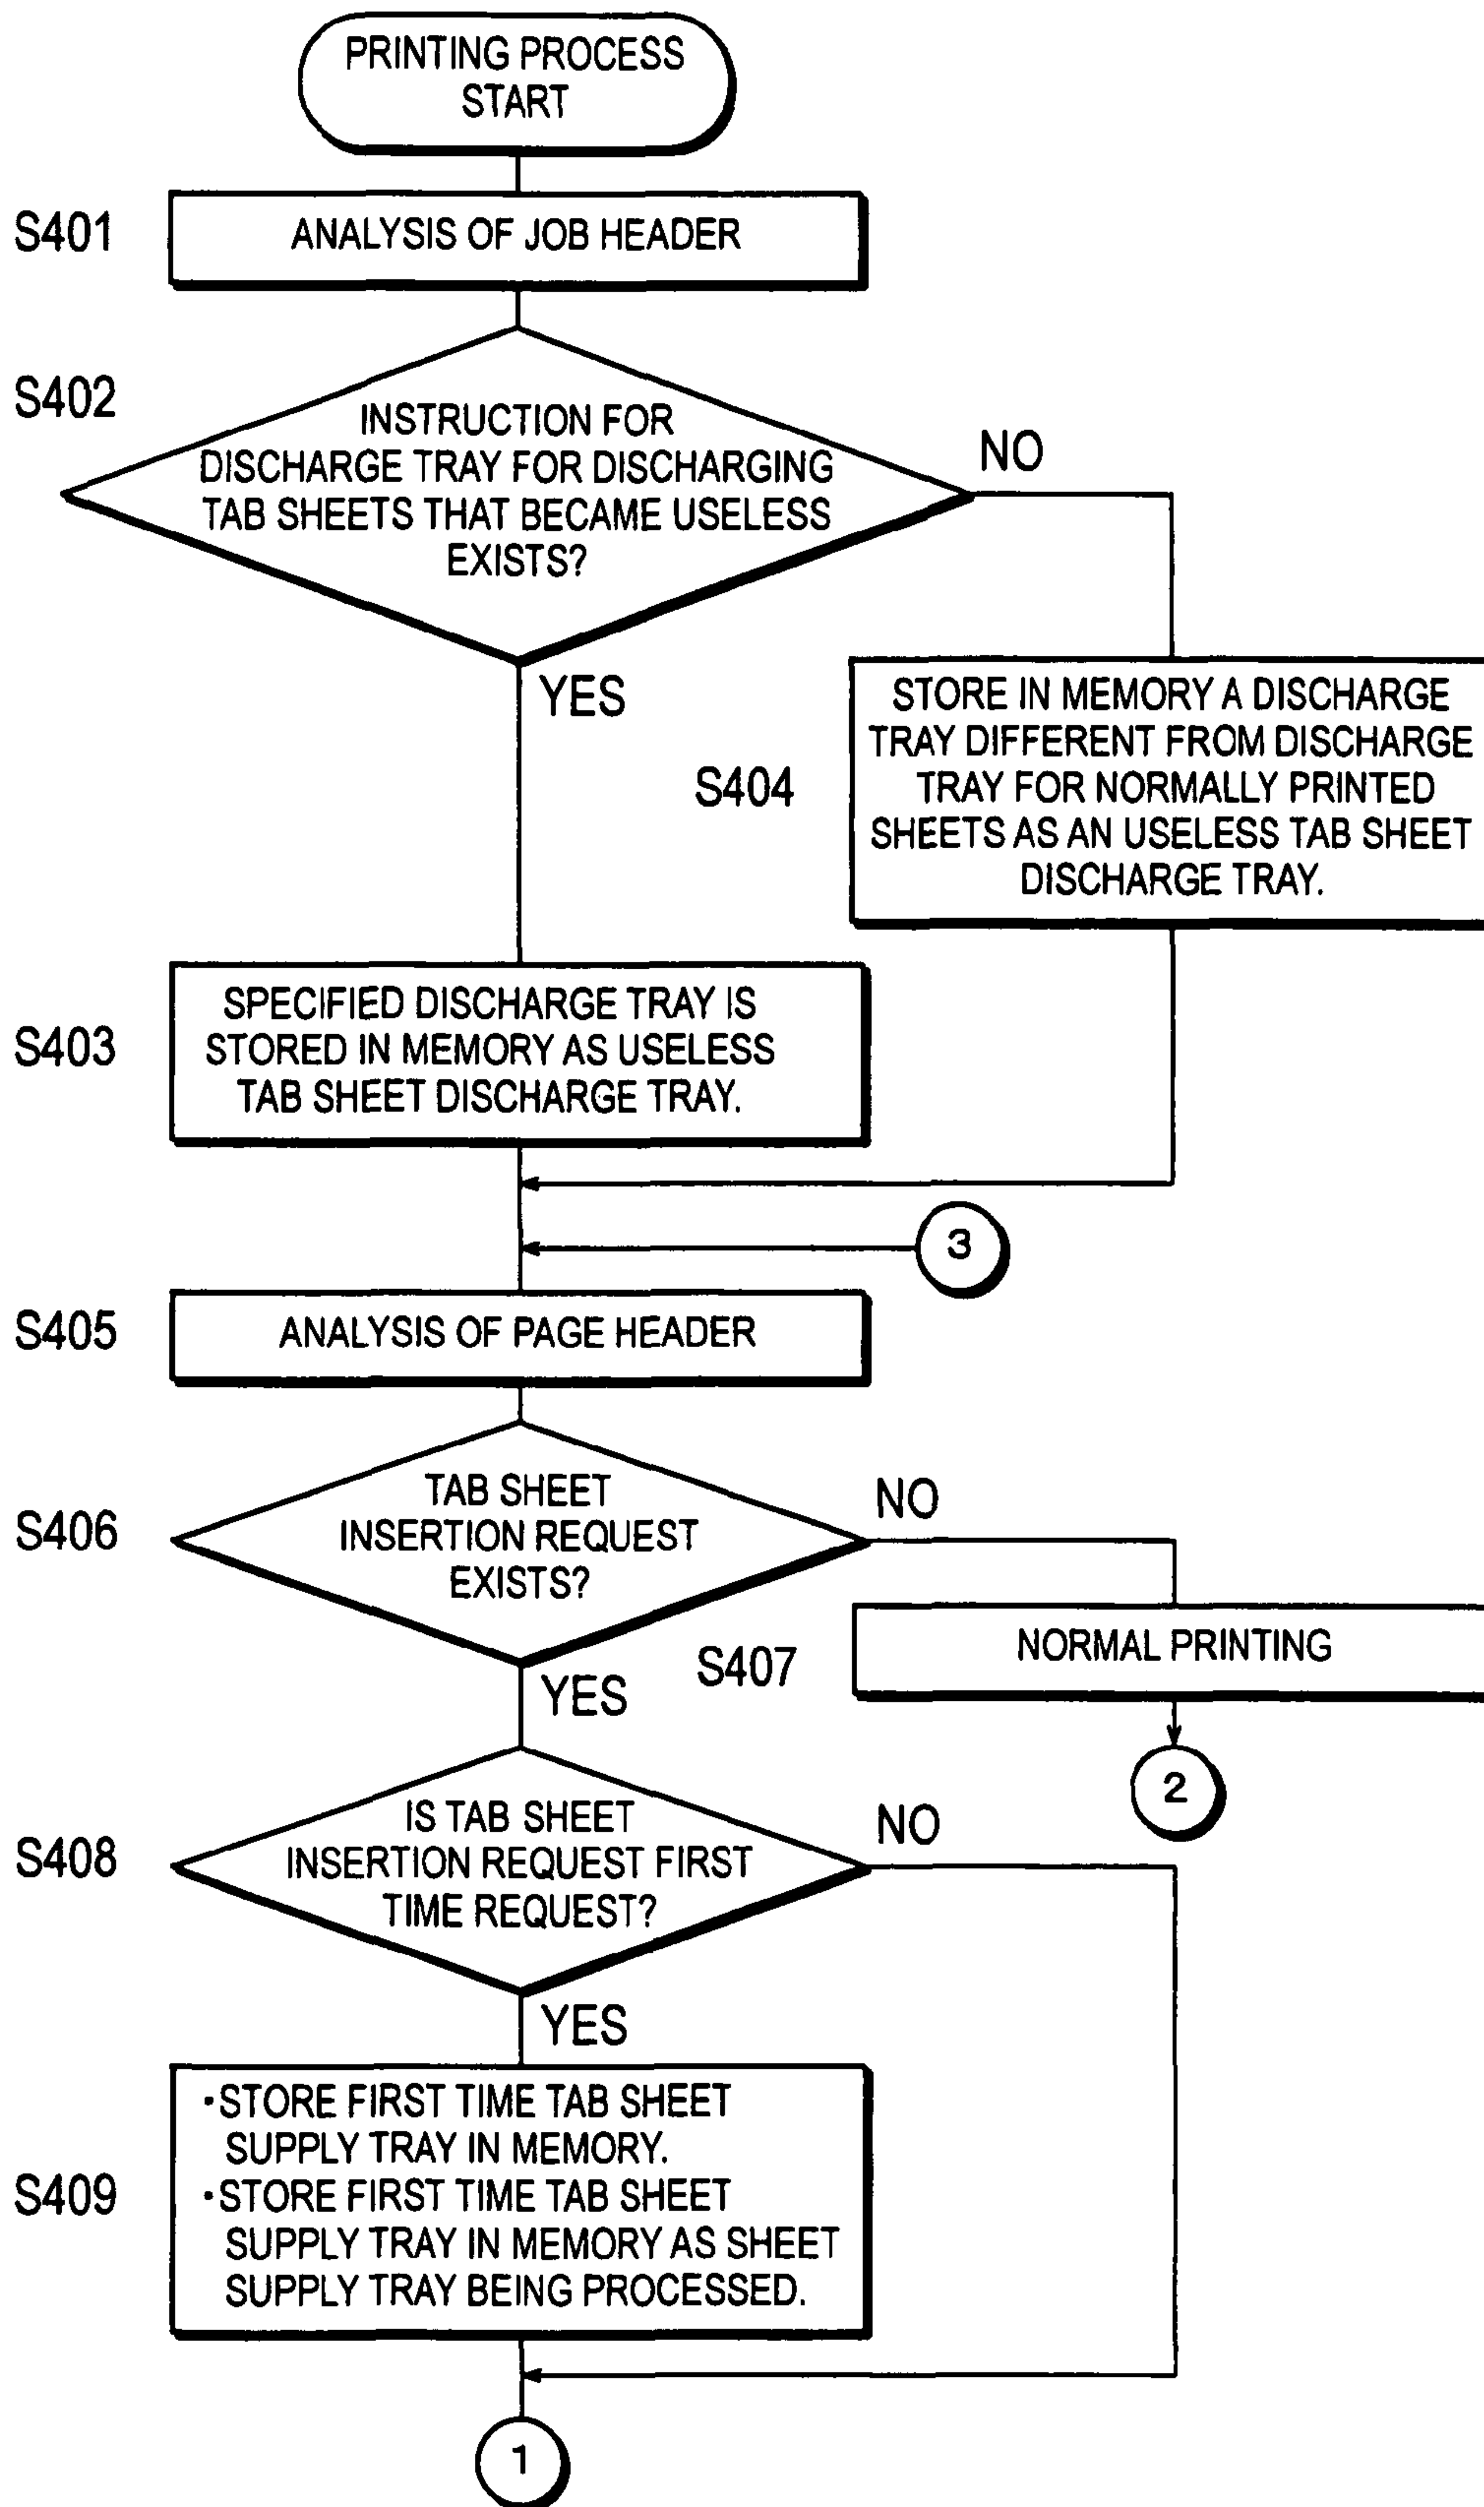 PRINTING PROCESS
START
S401
ANALYSIS OF JOB HEADER
S402
INSTRUCTION FOR
DISCHARGE TRAY FOR DISCHARGING
TAB SHEETS THAT BECAME USELESS
EXISTS?
NO
YES
S404
STORE IN MEMORY A DISCHARGE
TRAY DIFFERENT FROM DISCHARGE
TRAY FOR NORMALLY PRINTED
SHEETS AS AN USELESS TAB SHEET
DISCHARGE TRAY.
S403
SPECIFIED DISCHARGE TRAY IS
STORED IN MEMORY AS USELESS
TAB SHEET DISCHARGE TRAY.
3
S405
ANALYSIS OF PAGE HEADER
S406
TAB SHEET
INSERTION REQUEST
EXISTS?
NO
YES
S407
NORMAL PRINTING
2
S408
IS TAB SHEET
INSERTION REQUEST FIRST
TIME REQUEST?
NO
YES
S409
・STORE FIRST TIME TAB SHEET
SUPPLY TRAY IN MEMORY.
・STORE FIRST TIME TAB SHEET
SUPPLY TRAY IN MEMORY AS SHEET
SUPPLY TRAY BEING PROCESSED.
1